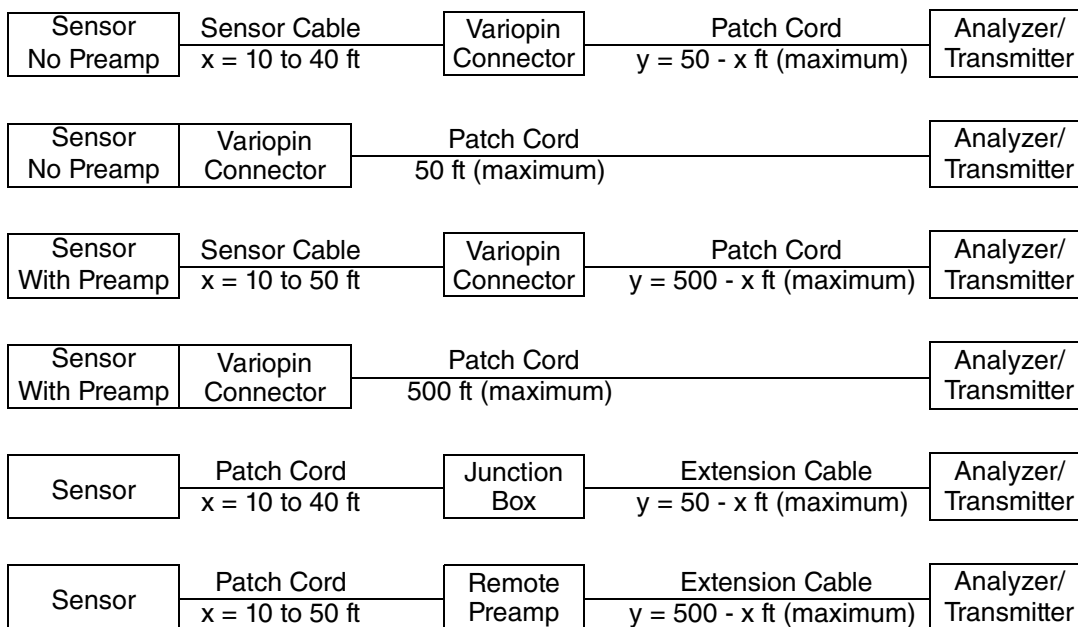 Sensor
No Preamp
Sensor Cable
x = 10 to 40 ft
Variopin
Connector
Patch Cord
y = 50 - x ft (maximum)
Analyzer/
Transmitter
Sensor
No Preamp
Variopin
Connector
Patch Cord
50 ft (maximum)
Analyzer/
Transmitter
Sensor
With Preamp
Sensor Cable
x = 10 to 50 ft
Variopin
Connector
Patch Cord
y = 500 - x ft (maximum)
Analyzer/
Transmitter
Sensor
With Preamp
Variopin
Connector
Patch Cord
500 ft (maximum)
Analyzer/
Transmitter
Sensor
Patch Cord
x = 10 to 40 ft
Junction
Box
Extension Cable
y = 50 - x ft (maximum)
Analyzer/
Transmitter
Sensor
Patch Cord
x = 10 to 50 ft
Remote
Preamp
Extension Cable
y = 500 - x ft (maximum)
Analyzer/
Transmitter